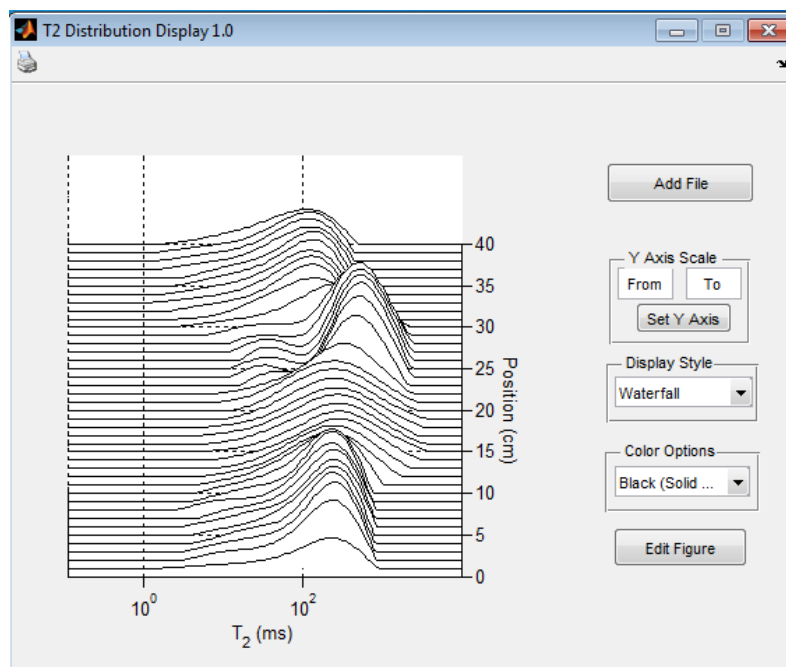 T2 Distribution Display 1.0
Add File
Y Axis Scale
From To
Set Y Axis
Display Style
Waterfall
Color Options
Black (Solid ...
Edit Figure
40
35
30
25
20
15
10
5
0
Position (cm)
10^0 10^2
T_2 (ms)